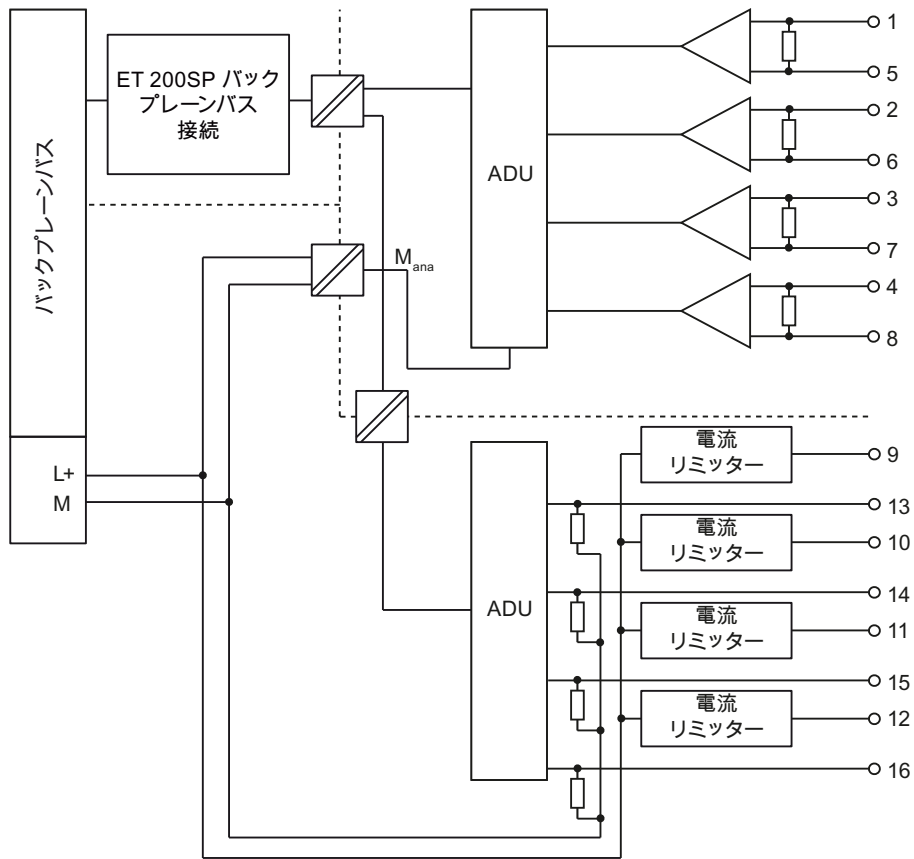 バックプレーンバス
ET 200SP バック
プレーンバス
接続
ADU
1
5
2
6
3
7
4
8
Mana
L+
M
ADU
電流
リミッター
9
13
電流
リミッター
10
14
電流
リミッター
11
15
電流
リミッター
12
16